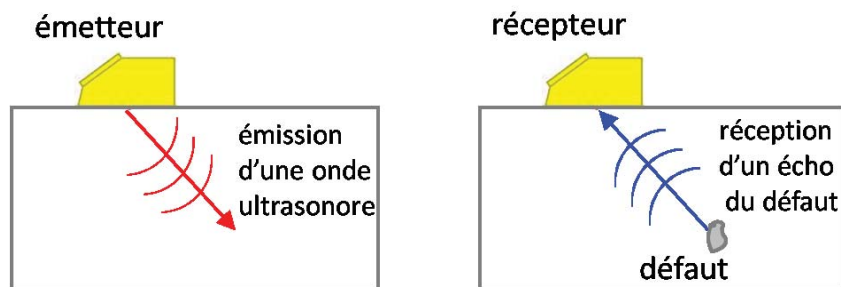 émetteur
émission
d'une onde
ultrasonore
récepteur
réception
d'un écho
du défaut
défaut